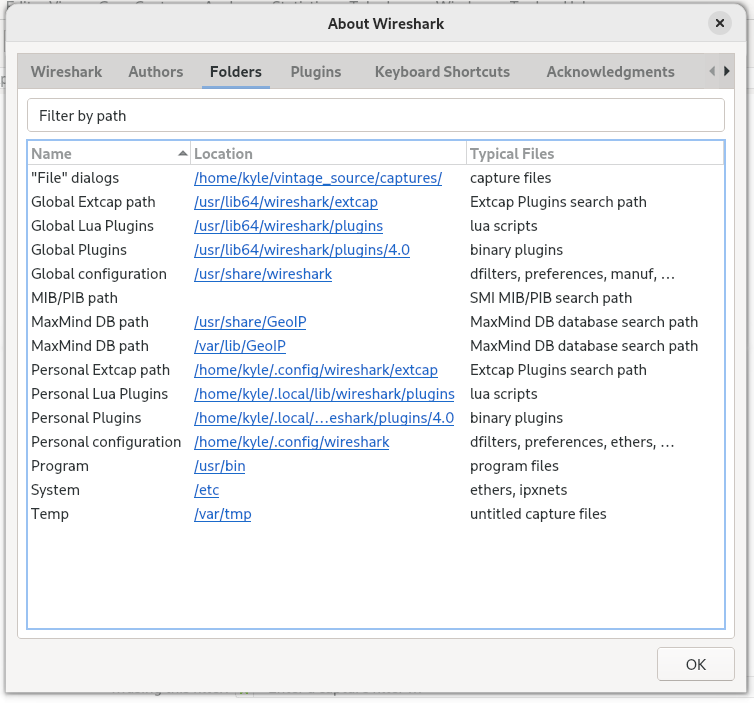 About Wireshark
Wireshark Authors Folders Plugins Keyboard Shortcuts Acknowledgments
Filter by path
Name Location Typical Files
"File" dialogs /home/kyle/vintage_source/captures/ capture files
Global Extcap path /usr/lib64/wireshark/extcap Extcap Plugins search path
Global Lua Plugins /usr/lib64/wireshark/plugins lua scripts
Global Plugins /usr/lib64/wireshark/plugins/4.0 binary plugins
Global configuration /usr/share/wireshark dfilters, preferences, manuf, …
MIB/PIB path SMI MIB/PIB search path
MaxMind DB path /usr/share/GeoIP MaxMind DB database search path
MaxMind DB path /var/lib/GeoIP MaxMind DB database search path
Personal Extcap path /home/kyle/.config/wireshark/extcap Extcap Plugins search path
Personal Lua Plugins /home/kyle/.local/lib/wireshark/plugins lua scripts
Personal Plugins /home/kyle/.local/…eshark/plugins/4.0 binary plugins
Personal configuration /home/kyle/.config/wireshark dfilters, preferences, ethers, …
Program /usr/bin program files
System /etc ethers, ipxnets
Temp /var/tmp untitled capture files
OK